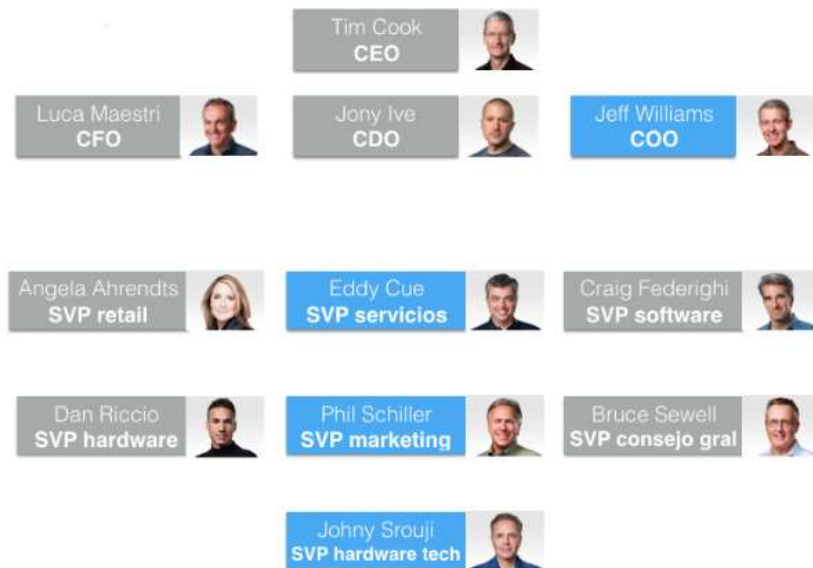 Tim Cook
CEO
Luca Maestri
CFO
Jony Ive
CDO
Jeff Williams
COO
Angela Ahrendts
SVP retail
Eddy Cue
SVP servicios
Craig Federighi
SVP software
Dan Riccio
SVP hardware
Phil Schiller
SVP marketing
Bruce Sewell
SVP consejo gral
Johny Srouji
SVP hardware tech